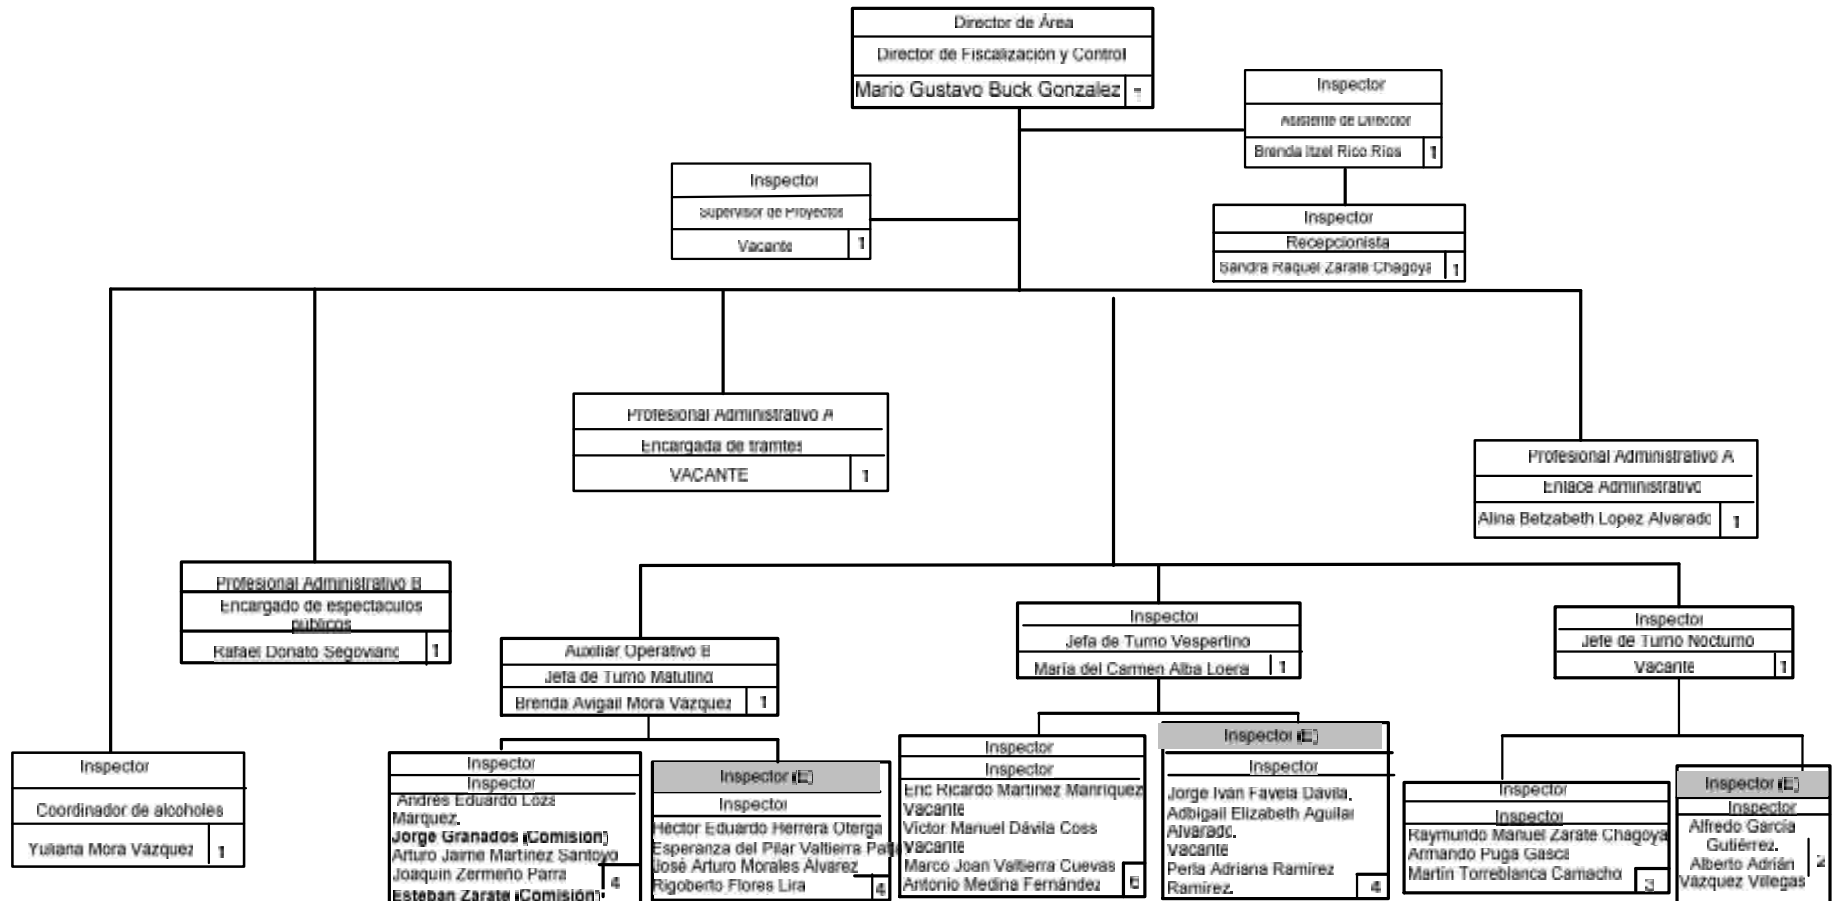 Director de Área
Director de Fiscalización y Control
Mario Gustavo Buck Gonzalez
Inspector
Asistente de Dirección
Brenda Itzel Rico Rios 1
Inspector
Supervisor de Proyectos
Vacante 1
Inspector
Recepcionista
Sandra Raquel Zarate Chagoya 1
Profesional Administrativo A
Encargada de tramites
VACANTE 1
Profesional Administrativo A
Enlace Administrativo
Alina Betzabeth Lopez Alvarado 1
Profesional Administrativo B
Encargado de espectaculos
públicos
Rafael Donato Segoviano 1
Auxiliar Operativo B
Jefa de Turno Matutino
Brenda Avigail Mora Vázquez 1
Inspector
Jefa de Turno Vespertino
María del Carmen Alba Loera 1
Inspector
Jefe de Turno Nocturno
Vacante 1
Inspector
Coordinador de alcoholes
Yuliana Mora Vázquez 1
Inspector
Inspector
Andrés Eduardo Loza
Márquez.
Jorge Granados (Comisión)
Arturo Jaime Martínez Santoyo
Joaquín Zermeño Parra
Esteban Zarate (Comisión). 4
Inspector (E)
Inspector
Héctor Eduardo Herrera Oterga
Esperanza del Pilar Valtierra
José Arturo Morales Álvarez
Rigoberto Flores Lira 4
Inspector
Inspector
Eric Ricardo Martínez Manríquez
Vacante
Víctor Manuel Dávila Coss
Vacante
Marco Joan Valtierra Cuevas
Antonio Medina Fernández 6
Inspector (E)
Inspector
Jorge Iván Favela Dávila.
Adbigail Elizabeth Aguilar
Alvarado.
Vacante
Perla Adriana Ramírez
Ramírez. 4
Inspector
Inspector
Raymundo Manuel Zarate Chagoya
Armando Puga Gasca
Martín Torreblanca Camacho 3
Inspector (E)
Inspector
Alfredo García
Gutiérrez.
Alberto Adrián
Vázquez Villegas 2